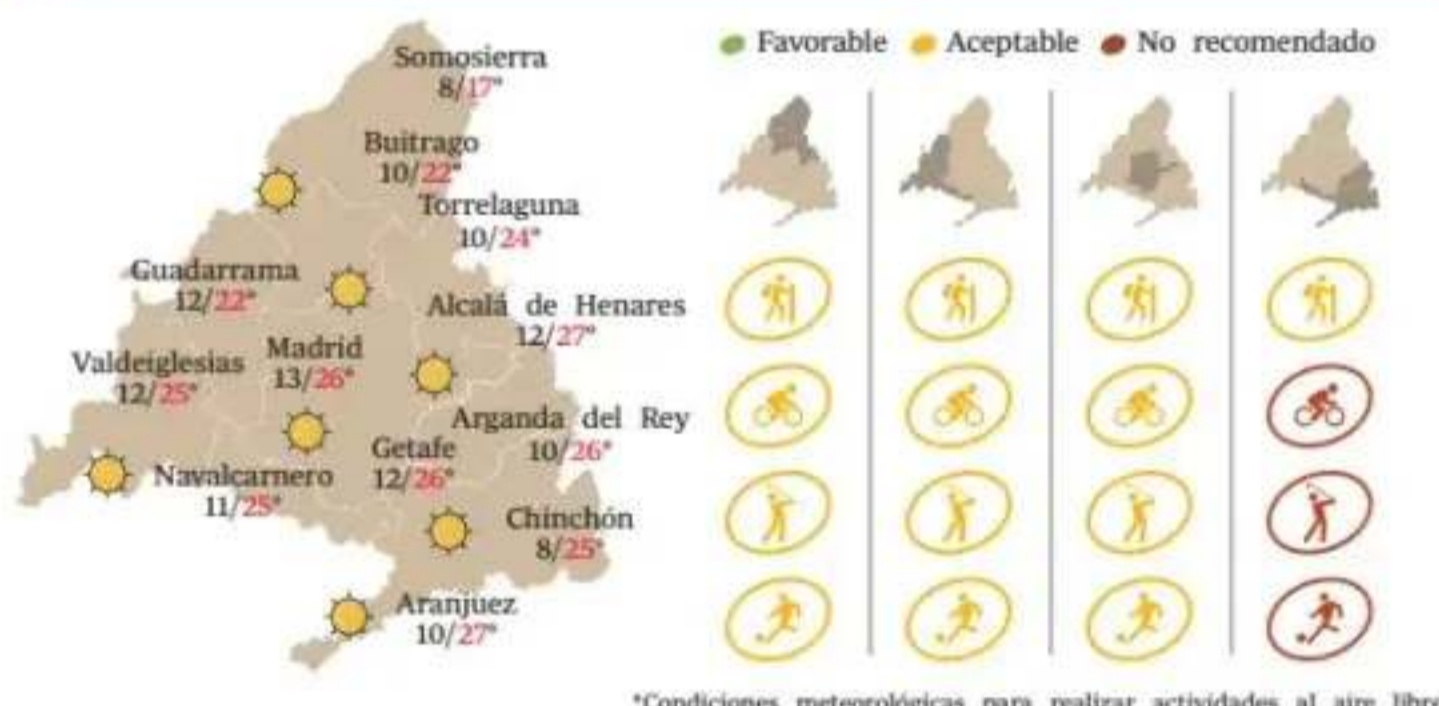 Favorable Aceptable No recomendado
Somosierra
8/17°
Buitrago
10/22°
Torrelaguna
10/24°
Guadarrama
12/22°
Alcalá de Henares
12/27°
Madrid
13/26°
Valdeiglesias
12/25°
Arganda del Rey
10/26°
Getafe
12/26°
Navalcarnero
11/25°
Chinchón
8/25°
Aranjuez
10/27°
*Condiciones meteorológicas para realizar actividades al aire libre